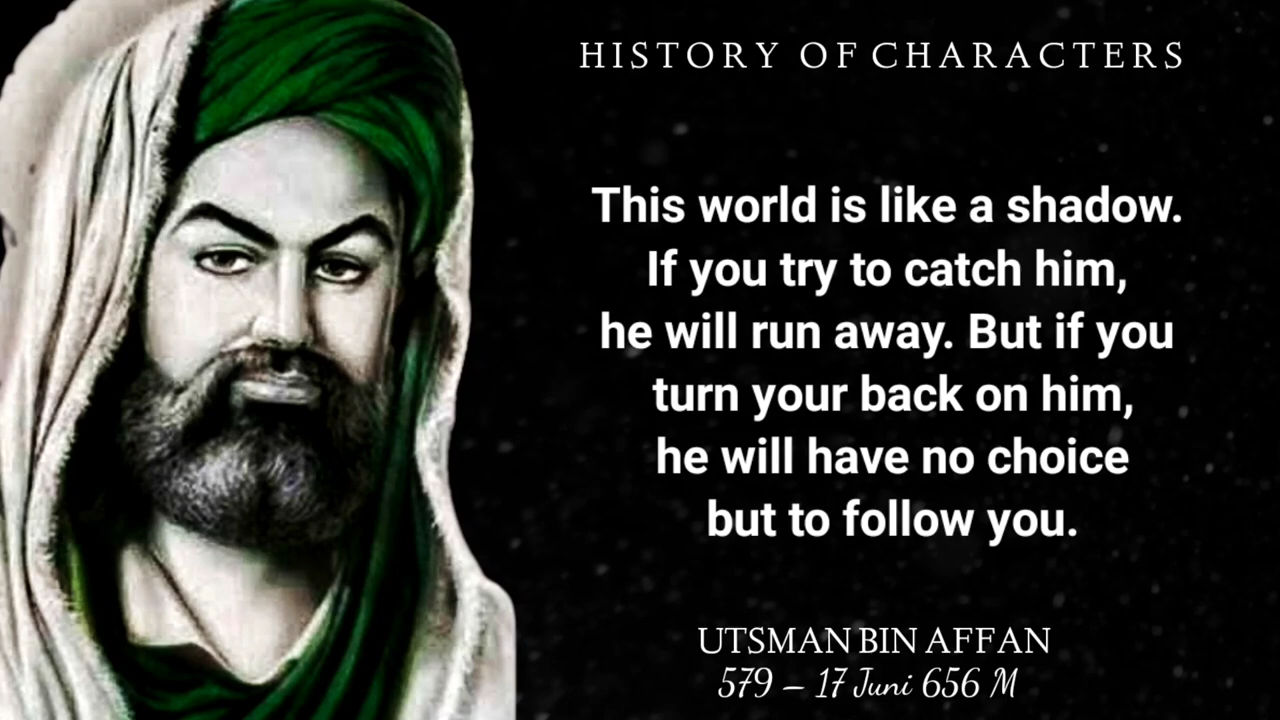 HISTORY OF CHARACTERS
This world is like a shadow.
If you try to catch him,
he will run away. But if you
turn your back on him,
he will have no choice
but to follow you.
UTSMAN BIN AFFAN
579 – 17 Juni 656 M